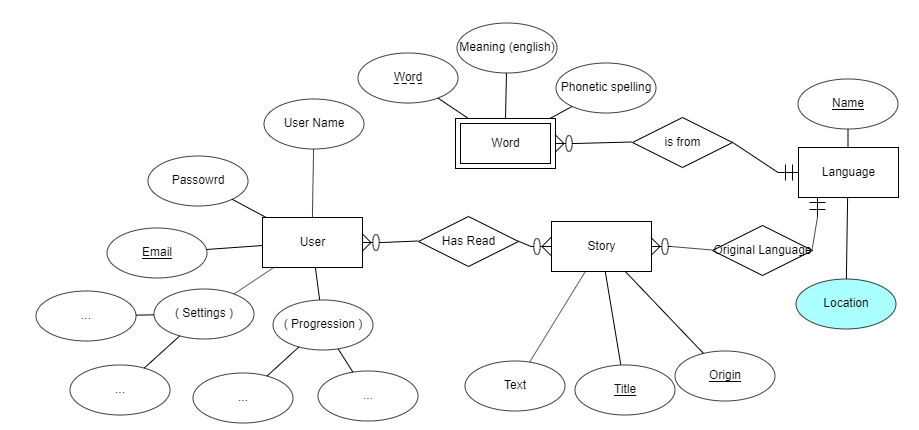 Meaning (english)
Word
Phonetic spelling
Name
User Name
Word
is from
Language
Passowrd
User
Has Read
Story
Original Language
Email
( Settings )
( Progression )
Location
...
...
...
...
Text
Title
Origin